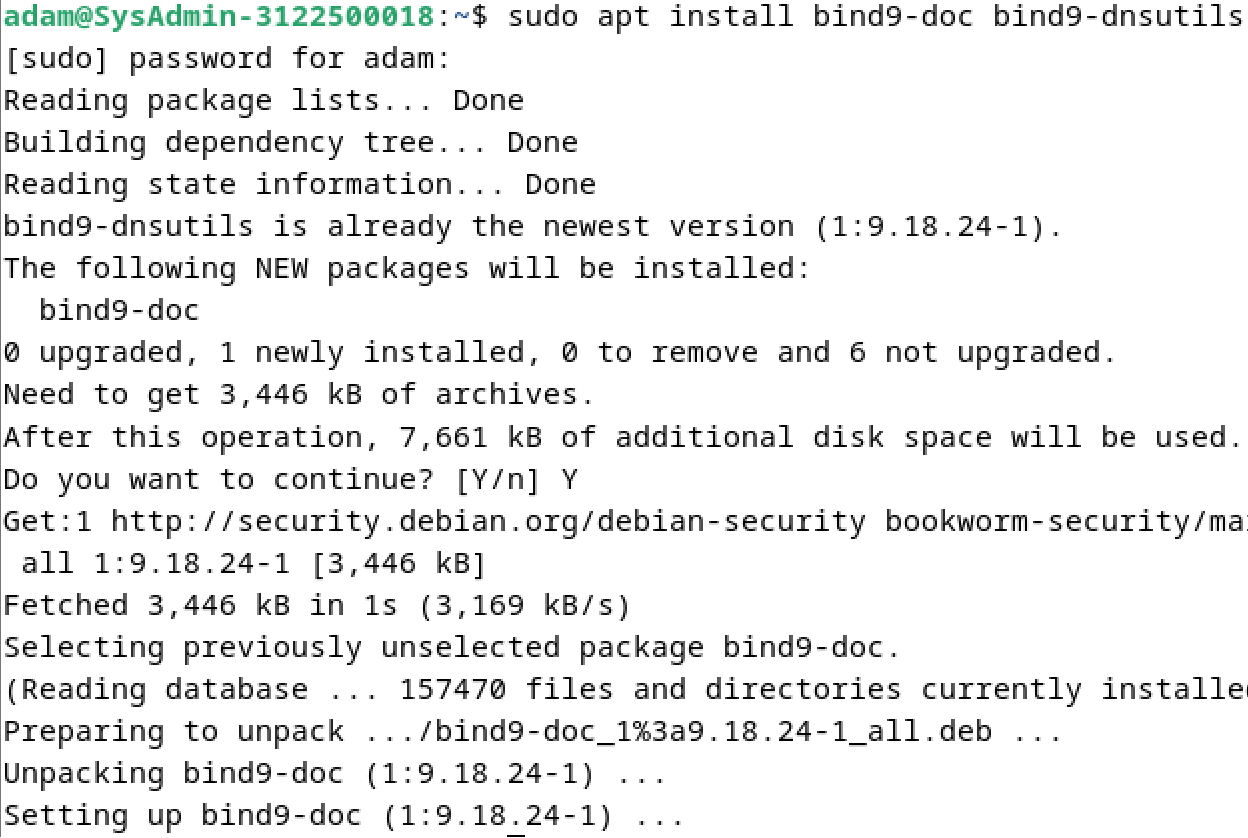 adam@SysAdmin-3122500018:~$ sudo apt install bind9-doc bind9-dnsutils
[sudo] password for adam:
Reading package lists... Done
Building dependency tree... Done
Reading state information... Done
bind9-dnsutils is already the newest version (1:9.18.24-1).
The following NEW packages will be installed:
  bind9-doc
0 upgraded, 1 newly installed, 0 to remove and 6 not upgraded.
Need to get 3,446 kB of archives.
After this operation, 7,661 kB of additional disk space will be used.
Do you want to continue? [Y/n] Y
Get:1 http://security.debian.org/debian-security bookworm-security/ma
 all 1:9.18.24-1 [3,446 kB]
Fetched 3,446 kB in 1s (3,169 kB/s)
Selecting previously unselected package bind9-doc.
(Reading database ... 157470 files and directories currently installe
Preparing to unpack .../bind9-doc_1%3a9.18.24-1_all.deb ...
Unpacking bind9-doc (1:9.18.24-1) ...
Setting up bind9-doc (1:9.18.24-1) ...